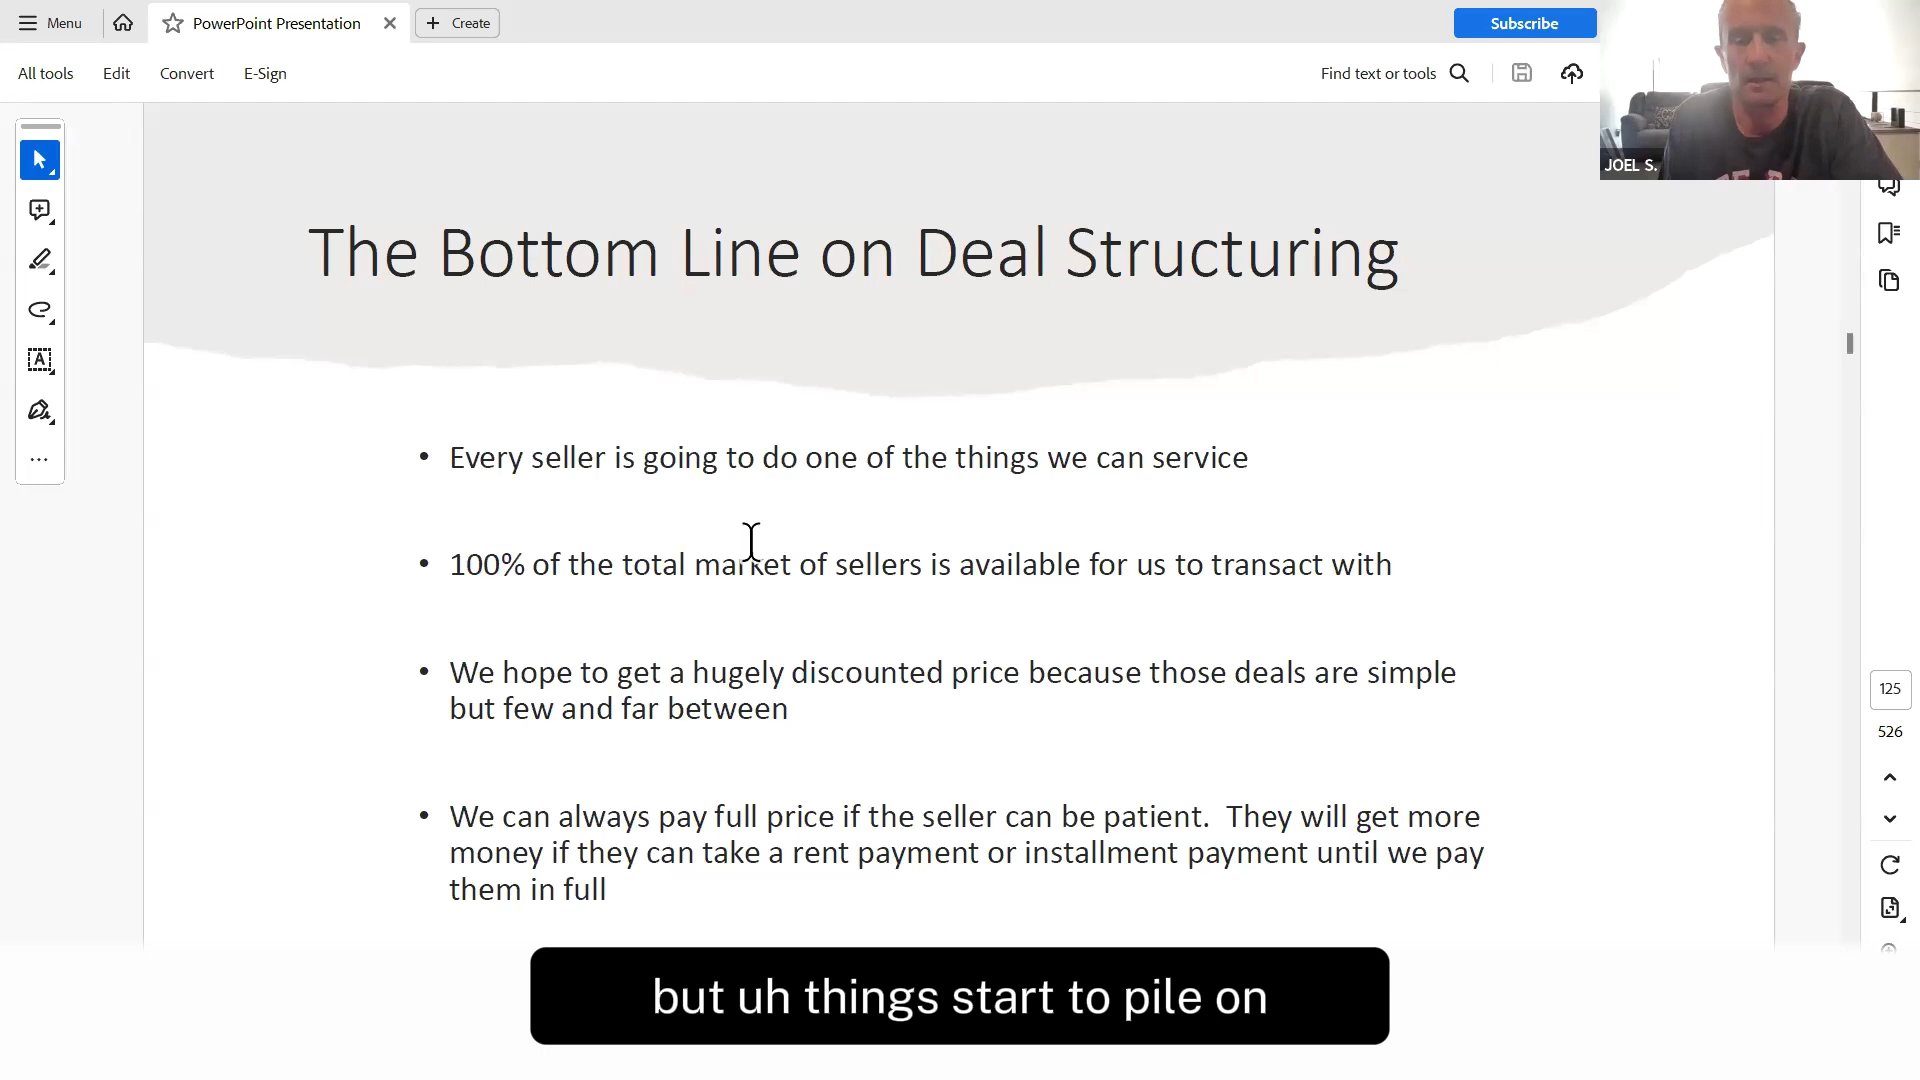 Menu
PowerPoint Presentation
Create
Subscribe
All tools
Edit
Convert
E-Sign
Find text or tools
JOEL S.
The Bottom Line on Deal Structuring
• Every seller is going to do one of the things we can service
• 100% of the total market of sellers is available for us to transact with
• We hope to get a hugely discounted price because those deals are simple
but few and far between
• We can always pay full price if the seller can be patient.  They will get more
money if they can take a rent payment or installment payment until we pay
them in full
125
526
but uh things start to pile on